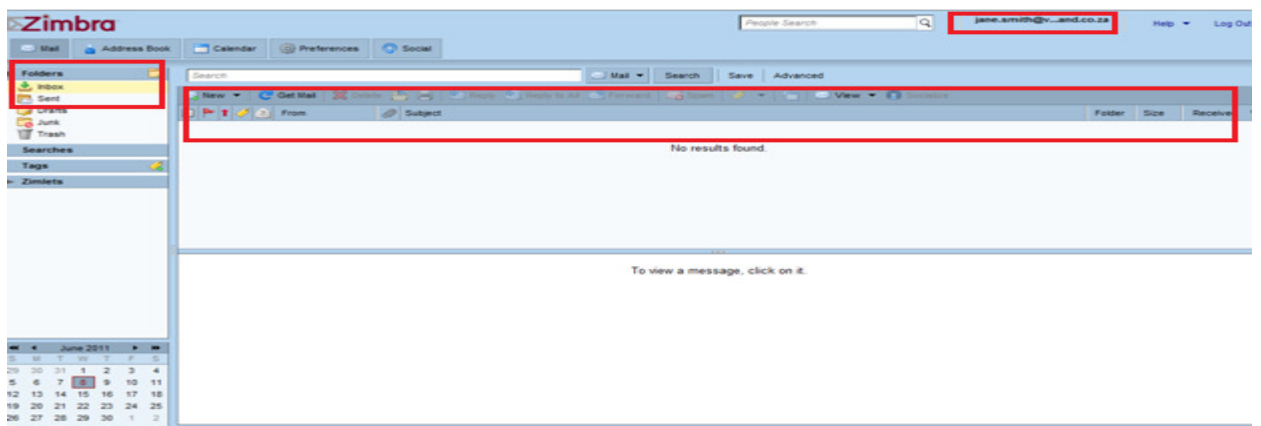 Zimbra
People Search
jane.smith@v...and.co.za
Help
Log Out
Mail
Address Book
Calendar
Preferences
Social
Folders
Search
Mail
Search
Save
Advanced
Inbox
Sent
Drafts
Junk
Trash
New
Get Mail
Delete
Reply
Reply to All
Forward
Spam
View
From
Subject
Folder
Size
Received
Searches
Tags
Zimlets
No results found.
To view a message, click on it.
June 2011
S M T W T F S
29 30 31 1 2 3 4
5 6 7 8 9 10 11
12 13 14 15 16 17 18
19 20 21 22 23 24 25
26 27 28 29 30 1 2